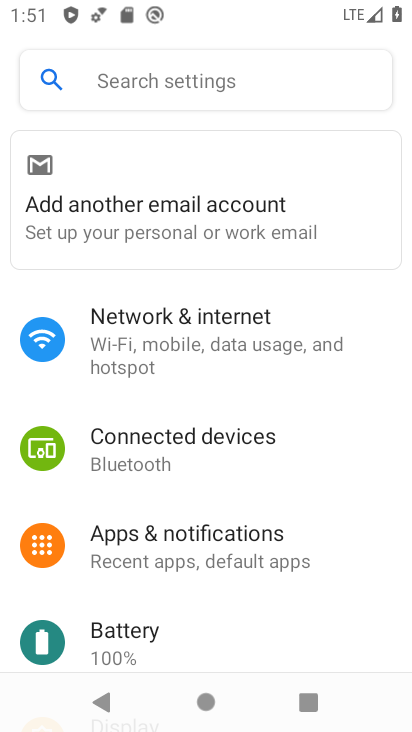 1:51
LTE
Search settings
Add another email account
Set up your personal or work email
Network & internet
Wi-Fi, mobile, data usage, and
hotspot
Connected devices
Bluetooth
Apps & notifications
Recent apps, default apps
Battery
100%
Display